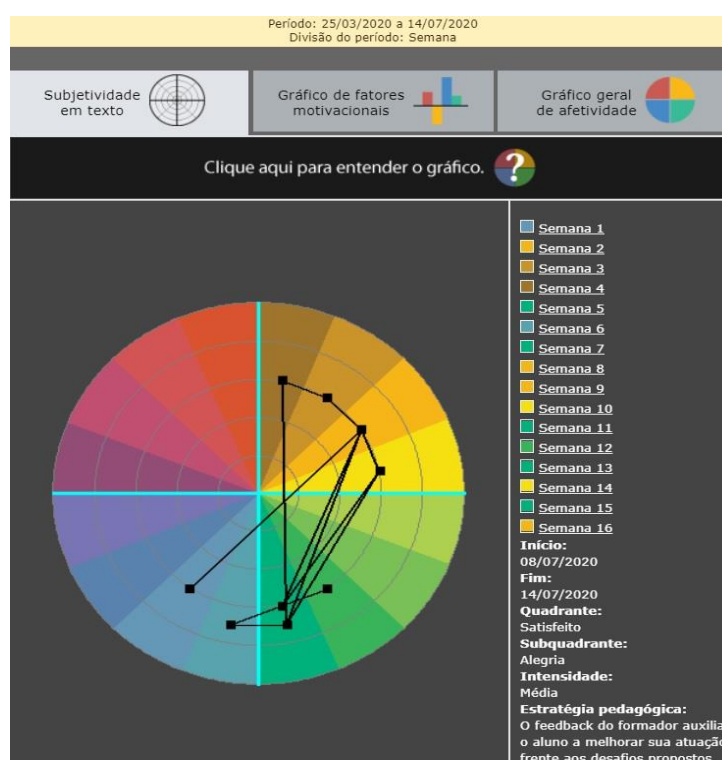 Período: 25/03/2020 a 14/07/2020
Divisão do período: Semana
Subjetividade
em texto
Gráfico de fatores
motivacionais
Gráfico geral
de afetividade
Clique aqui para entender o gráfico.
?
Semana 1
Semana 2
Semana 3
Semana 4
Semana 5
Semana 6
Semana 7
Semana 8
Semana 9
Semana 10
Semana 11
Semana 12
Semana 13
Semana 14
Semana 15
Semana 16
Início:
08/07/2020
Fim:
14/07/2020
Quadrante:
Satisfeito
Subquadrante:
Alegria
Intensidade:
Média
Estratégia pedagógica:
O feedback do formador auxilia
o aluno a melhorar sua atuação
frente aos desafios propostos